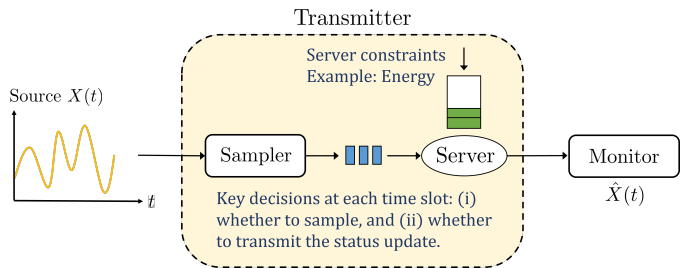 Transmitter
Server constraints
Example: Energy
Source X(t)
Sampler
Server
Monitor
X̂(t)
t
Key decisions at each time slot: (i)
whether to sample, and (ii) whether
to transmit the status update.